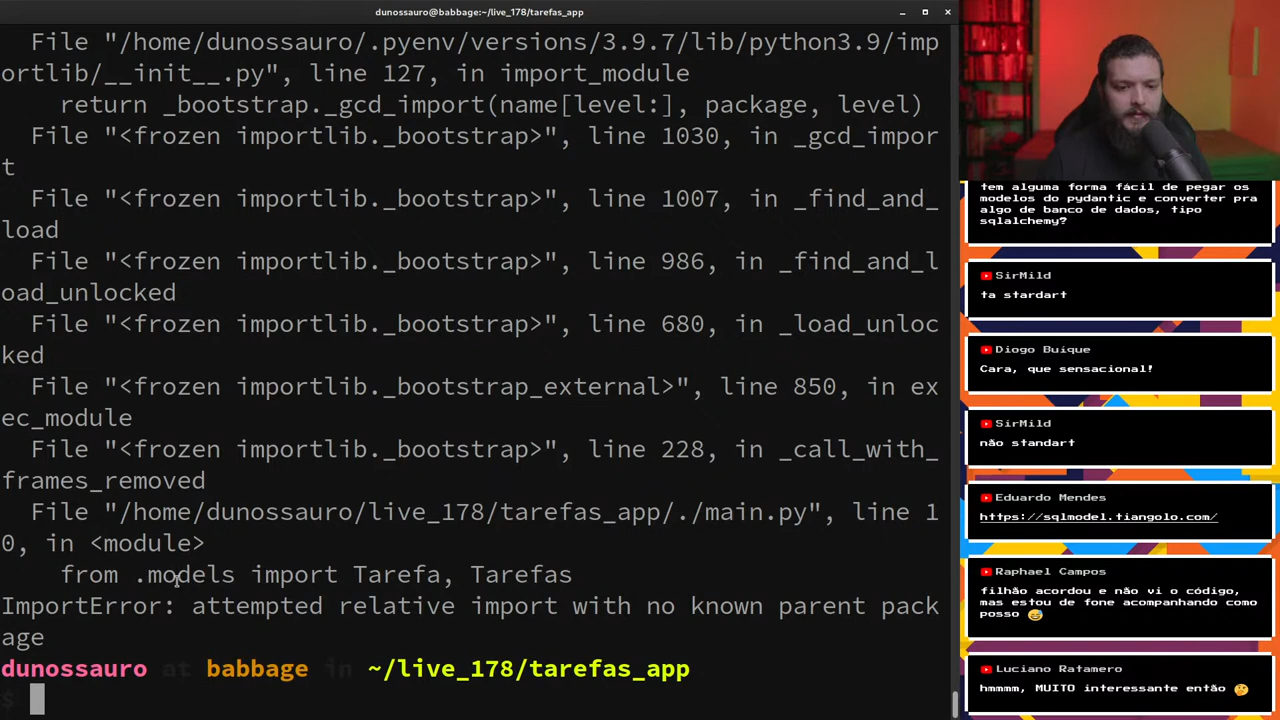 dunossauro@babbage:~/live_178/tarefas_app
File "/home/dunossauro/.pyenv/versions/3.9.7/lib/python3.9/imp
ortlib/__init__.py", line 127, in import_module
return _bootstrap._gcd_import(name[level:], package, level)
File "<frozen importlib._bootstrap>", line 1030, in _gcd_impor
t
File "<frozen importlib._bootstrap>", line 1007, in _find_and_
load
File "<frozen importlib._bootstrap>", line 986, in _find_and_l
oad_unlocked
File "<frozen importlib._bootstrap>", line 680, in _load_unloc
ked
File "<frozen importlib._bootstrap_external>", line 850, in ex
ec_module
File "<frozen importlib._bootstrap>", line 228, in _call_with_
frames_removed
File "/home/dunossauro/live_178/tarefas_app/./main.py", line 1
0, in <module>
from .models import Tarefa, Tarefas
ImportError: attempted relative import with no known parent pack
age
dunossauro at babbage in ~/live_178/tarefas_app
$
tem alguma forma fácil de pegar os
modelos do pydantic e converter pra
algo de banco de dados, tipo
sqlalchemy?
SirMild
ta stardart
Diogo Buique
Cara, que sensacional!
SirMild
não standart
Eduardo Mendes
https://sqlmodel.tiangolo.com/
Raphael Campos
filhão acordou e não vi o código,
mas estou de fone acompanhando como
posso 😅
Luciano Ratamero
hmmmm, MUITO interessante então 🤔